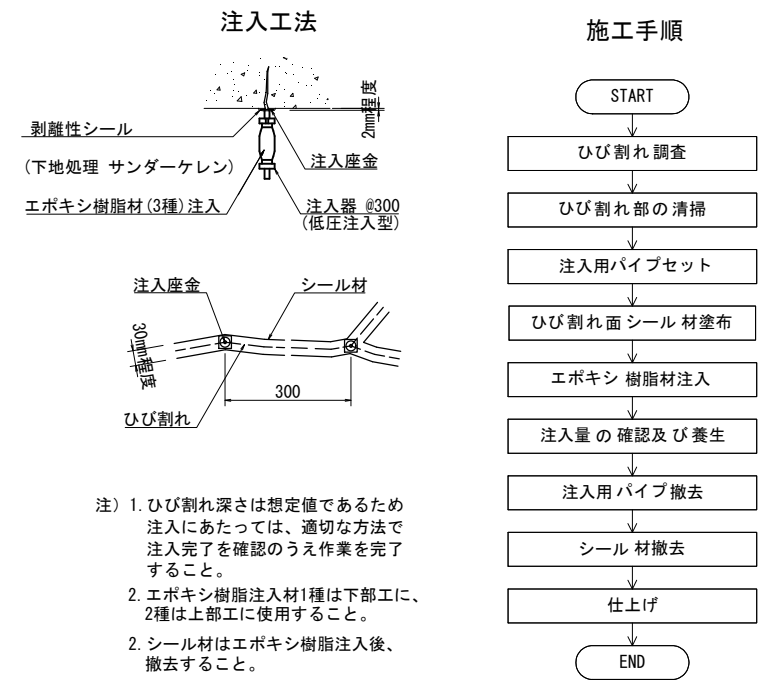 注入工法
剥離性シール
(下地処理 サンダーケレン)
エポキシ樹脂材(3種)注入
2mm程度
注入座金
注入器 @300
(低圧注入型)
注入座金
シール材
30mm程度
300
ひび割れ
注) 1. ひび割れ深さは想定値であるため
注入にあたっては、適切な方法で
注入完了を確認のうえ作業を完了
すること。
2. エポキシ樹脂注入材1種は下部工に、
2種は上部工に使用すること。
2. シール材はエポキシ樹脂注入後、
撤去すること。
施工手順
START
ひび割れ調査
ひび割れ部の清掃
注入用パイプセット
ひび割れ面シール材塗布
エポキシ樹脂材注入
注入量の確認及び養生
注入用パイプ撤去
シール材撤去
仕上げ
END